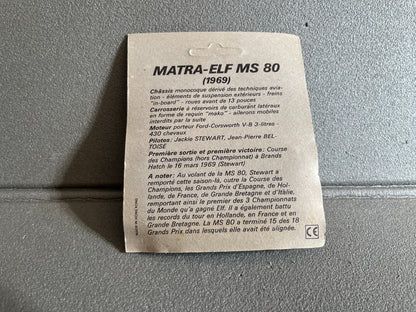 MATRA-ELF MS 80
(1969)
Châssis monocoque dérivé des techniques avia-
tion - éléments de suspension extérieurs - freins
"in-board" - roues avant de 13 pouces
Carrosserie à réservoirs de carburant latéraux
en forme de requin "mako" - ailerons mobiles
interdits par la suite
Moteur porteur Ford-Corsworth V-8 3-litres -
430 chevaux
Pilotes: Jackie STEWART, Jean-Pierre BEL-
TOISE
Première sortie et premiere victoire: Course
des Champions (hors Championnat) à Brands
Hatch le 16 mars 1969 (Stewart)
A noter: Au volant de la MS 80, Stewart a
remporté cette saison-là, outre la Course des
Champions, les Grands Prix d'Espagne, de Hol-
lande, de France, de Grande Bretagne et d'Italie,
remportant ainsi le premier des 3 Championnats
du Monde qu'a gagné Elf. Il a également battu
les records du tour en Hollande, en France et en
Grande Bretagne. La MS 80 a terminé 15 des 18
Grands Prix dans lesquels elle avait été alignée.
MADE IN HONG KONG
CE